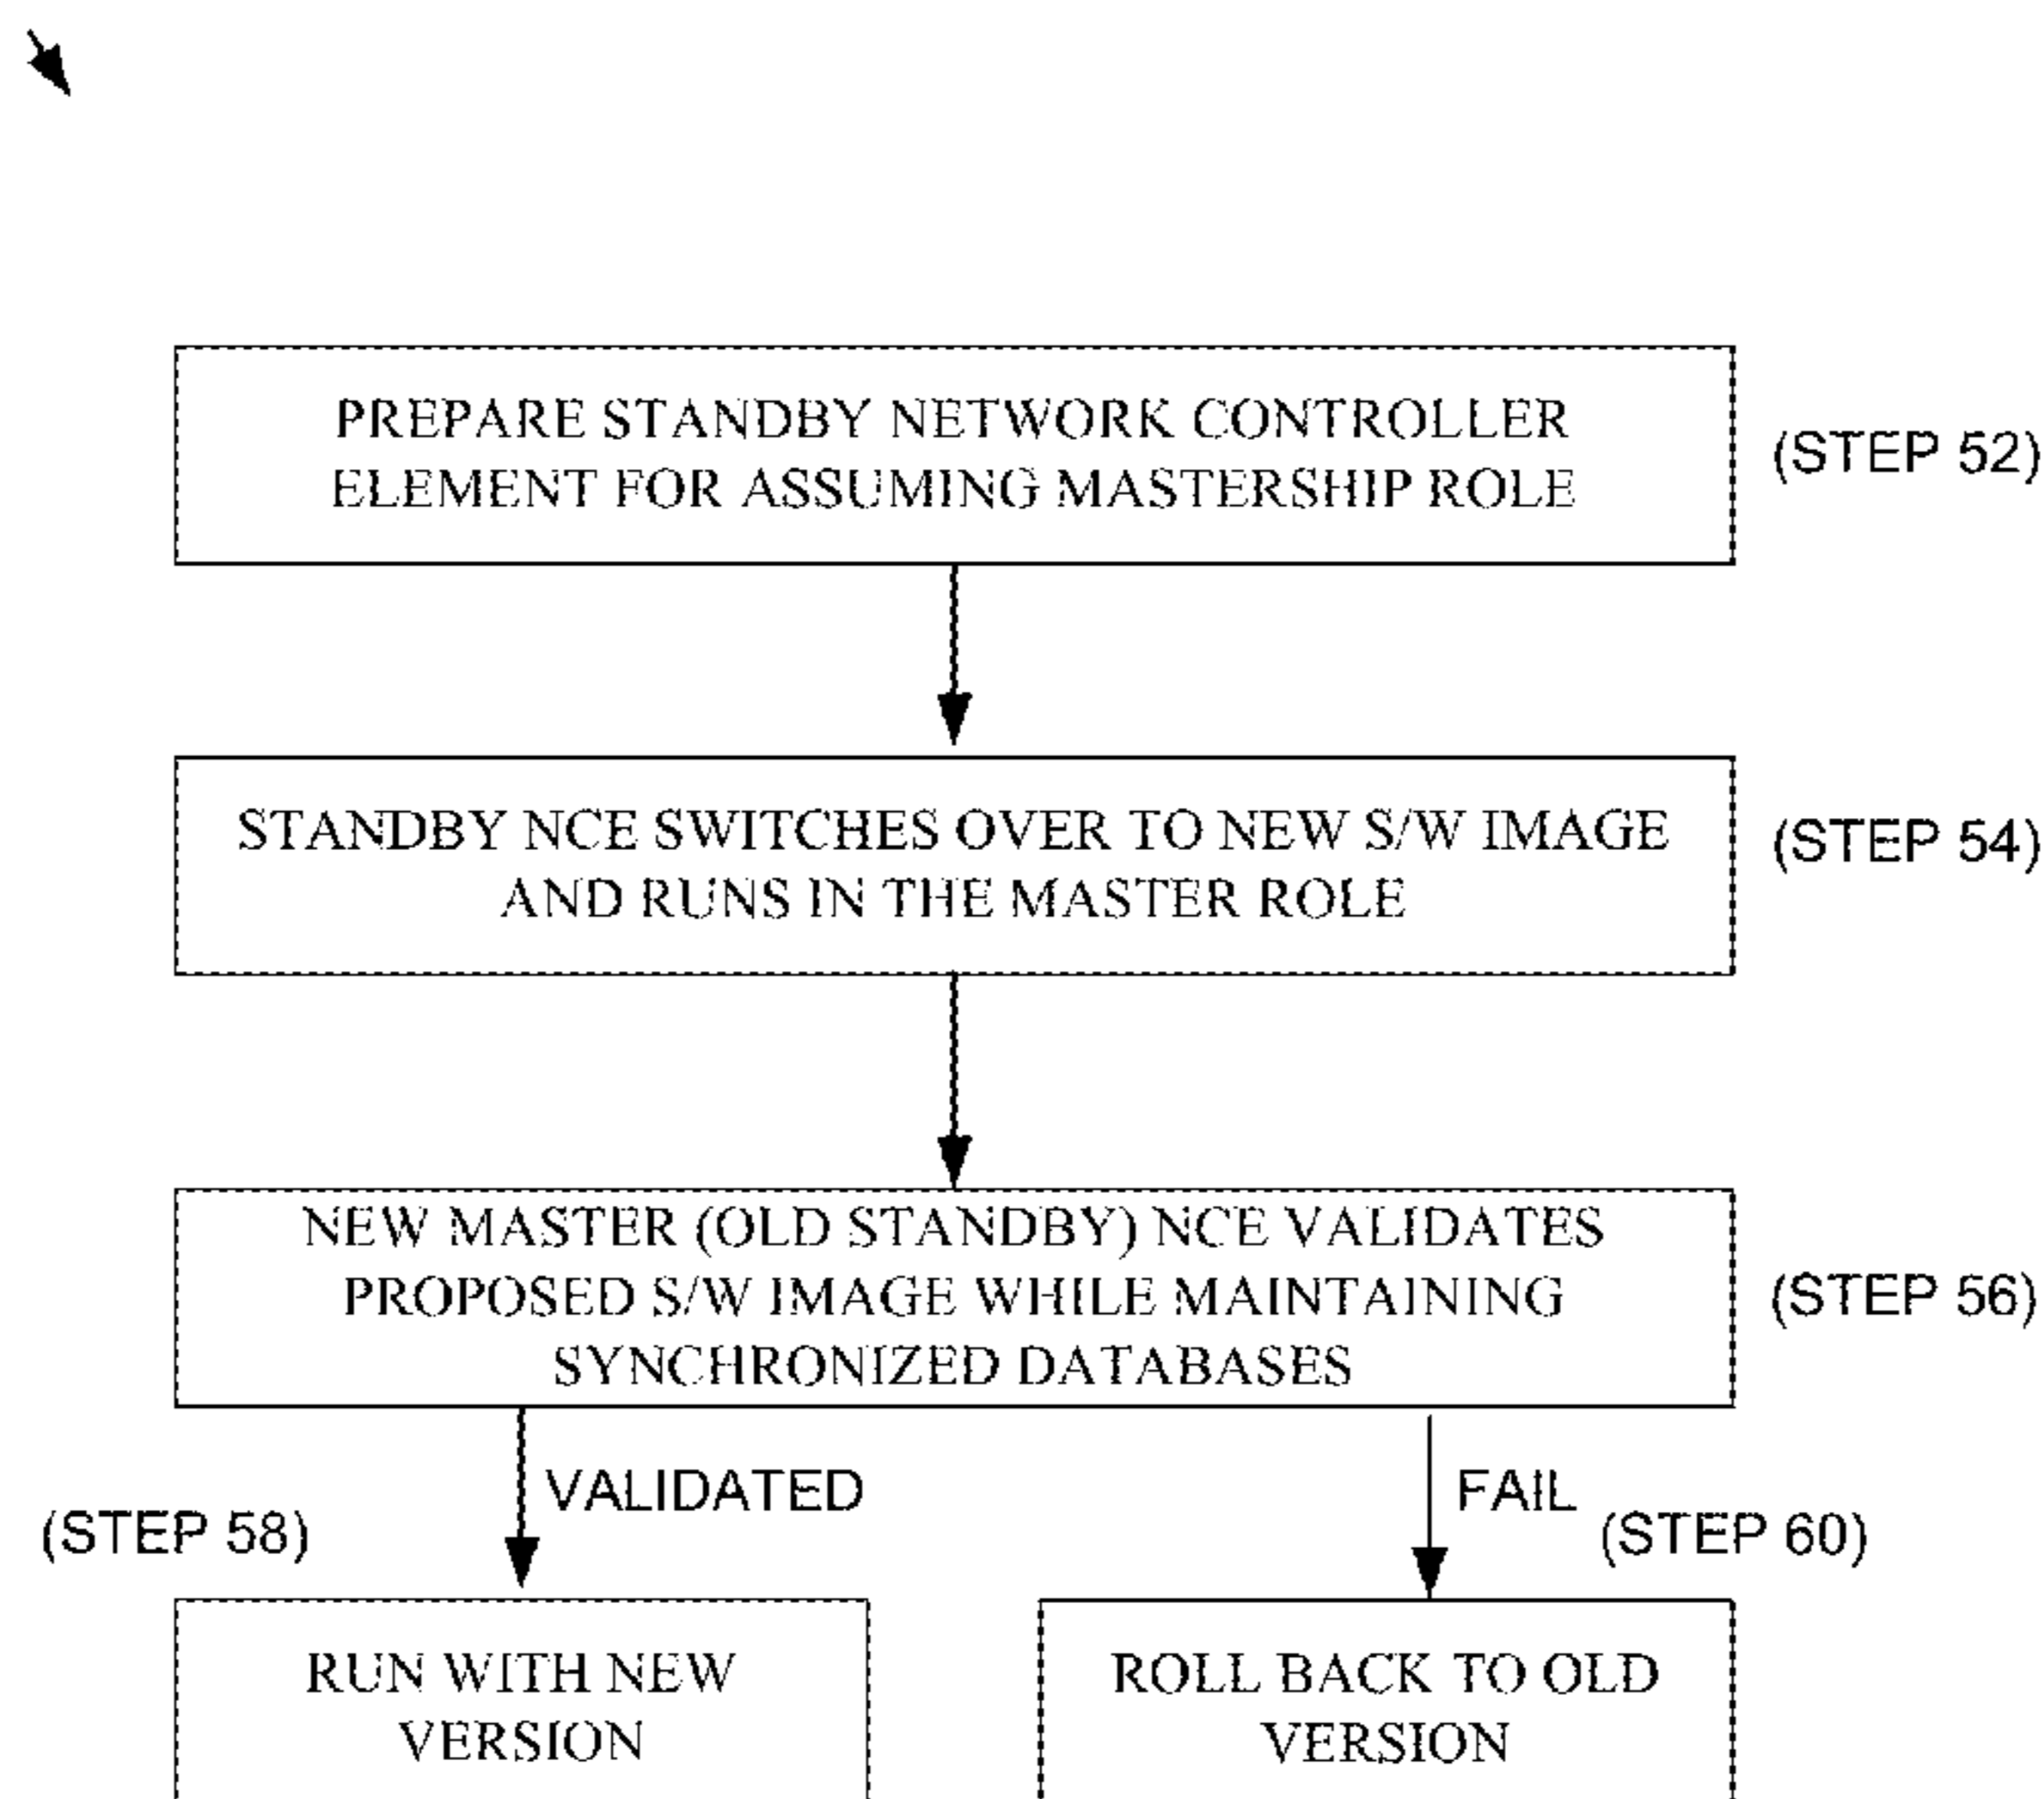 PREPARE STANDBY NETWORK CONTROLLER
ELEMENT FOR ASSUMING MASTERSHIP ROLE
(STEP 52)
STANDBY NCE SWITCHES OVER TO NEW S/W IMAGE
AND RUNS IN THE MASTER ROLE
(STEP 54)
NEW MASTER (OLD STANDBY) NCE VALIDATES
PROPOSED S/W IMAGE WHILE MAINTAINING
SYNCHRONIZED DATABASES
(STEP 56)
VALIDATED
FAIL
(STEP 58)
(STEP 60)
RUN WITH NEW
VERSION
ROLL BACK TO OLD
VERSION